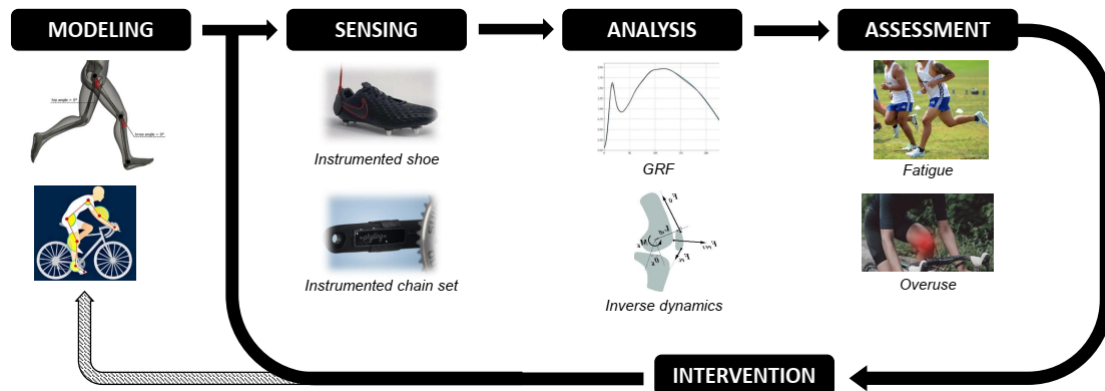 MODELING
SENSING
ANALYSIS
ASSESSMENT
Instrumented shoe
GRF
Fatigue
Instrumented chain set
Inverse dynamics
Overuse
INTERVENTION